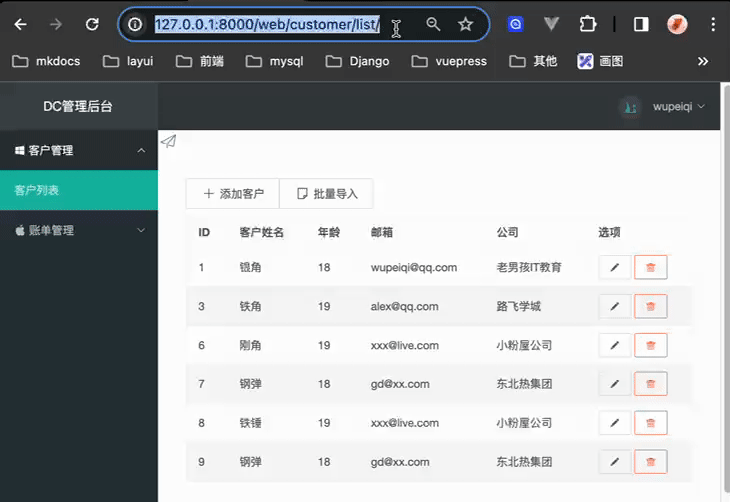 127.0.0.1:8000/web/customer/list/
mkdocs layui 前端 mysql Django vuepress 其他 画图 »
DC管理后台 wupeiqi
客户管理
客户列表
账单管理
添加客户 批量导入
ID 客户姓名 年龄 邮箱 公司 选项
1 银角 18 wupeiqi@qq.com 老男孩IT教育
3 铁角 19 alex@qq.com 路飞学城
6 刚角 19 xxx@live.com 小粉屋公司
7 钢弹 18 gd@xx.com 东北热集团
8 铁锤 19 xxx@live.com 小粉屋公司
9 钢弹 18 gd@xx.com 东北热集团